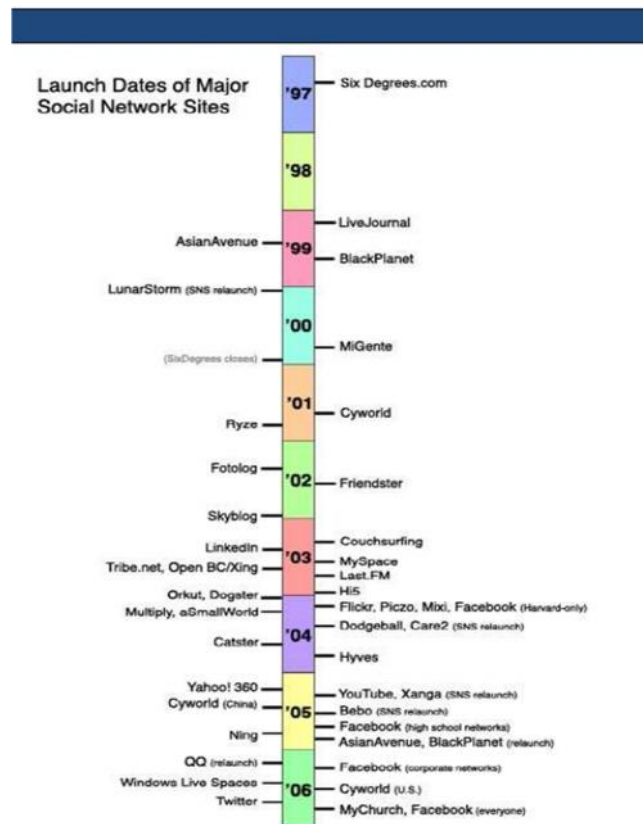 Launch Dates of Major
Social Network Sites
'97
Six Degrees.com
'98
LiveJournal
AsianAvenue
'99
BlackPlanet
LunarStorm (SNS relaunch)
'00
MiGente
(SixDegrees closes)
'01
Cyworld
Ryze
Fotolog
'02
Friendster
Skyblog
Couchsurfing
LinkedIn
'03
MySpace
Tribe.net, Open BC/Xing
Last.FM
Hi5
Orkut, Dogster
Flickr, Piczo, Mixi, Facebook (Harvard-only)
Multiply, aSmallWorld
Dodgeball, Care2 (SNS relaunch)
'04
Catster
Hyves
Yahoo! 360
YouTube, Xanga (SNS relaunch)
Cyworld (China)
'05
Bebo (SNS relaunch)
Facebook (high school networks)
Ning
AsianAvenue, BlackPlanet (relaunch)
QQ (relaunch)
Facebook (corporate networks)
Windows Live Spaces
'06
Cyworld (U.S.)
Twitter
MyChurch, Facebook (everyone)